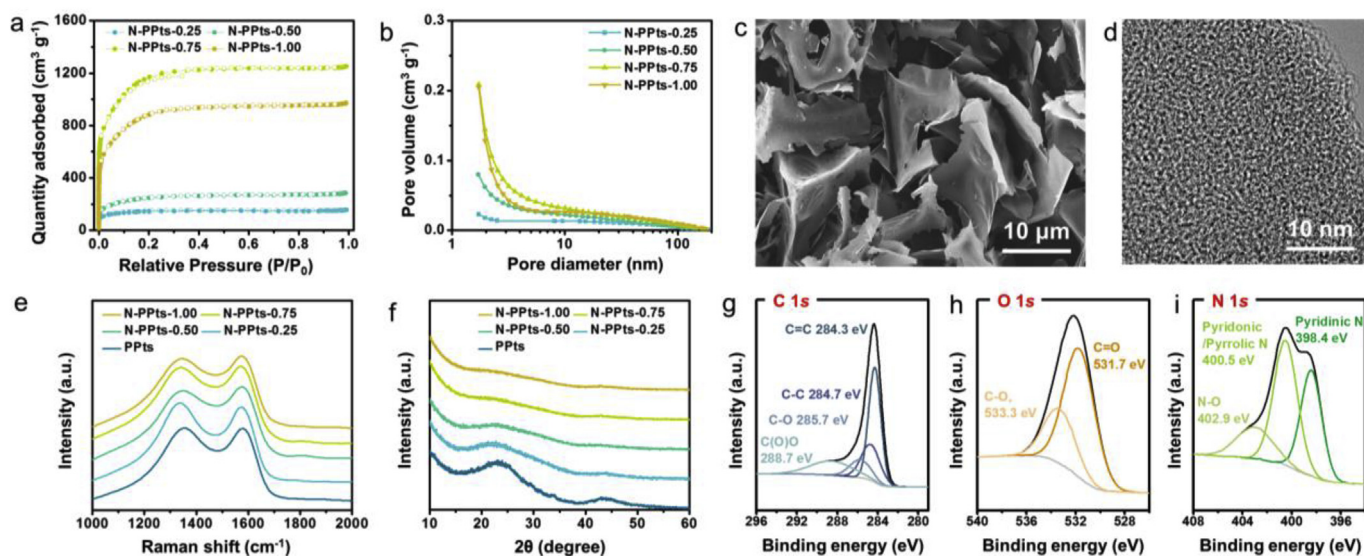 a
N-PPts-0.25 N-PPts-0.50
N-PPts-0.75 N-PPts-1.00
Quantity adsorbed (cm³ g⁻¹)
1600
1200
800
400
0
0.0 0.2 0.4 0.6 0.8 1.0
Relative Pressure (P/P₀)
b
N-PPts-0.25
N-PPts-0.50
N-PPts-0.75
N-PPts-1.00
Pore volume (cm³ g⁻¹)
0.3
0.2
0.1
0.0
1 10 100
Pore diameter (nm)
c
10 μm
d
10 nm
e
N-PPts-1.00 N-PPts-0.75
N-PPts-0.50 N-PPts-0.25
PPts
Intensity (a.u.)
1000 1200 1400 1600 1800 2000
Raman shift (cm⁻¹)
f
N-PPts-1.00 N-PPts-0.75
N-PPts-0.50 N-PPts-0.25
PPts
Intensity (a.u.)
10 20 30 40 50 60
2θ (degree)
g
C 1s
C=C 284.3 eV
C-C 284.7 eV
C-O 285.7 eV
C(O)O
288.7 eV
Intensity (a.u.)
296 292 288 284 280
Binding energy (eV)
h
O 1s
C=O
531.7 eV
C-O,
533.3 eV
Intensity (a.u.)
540 536 532 528
Binding energy (eV)
i
N 1s
Pyridonic
/Pyrrolic N
400.5 eV
Pyridinic N
398.4 eV
N-O
402.9 eV
Intensity (a.u.)
408 404 400 396
Binding energy (eV)